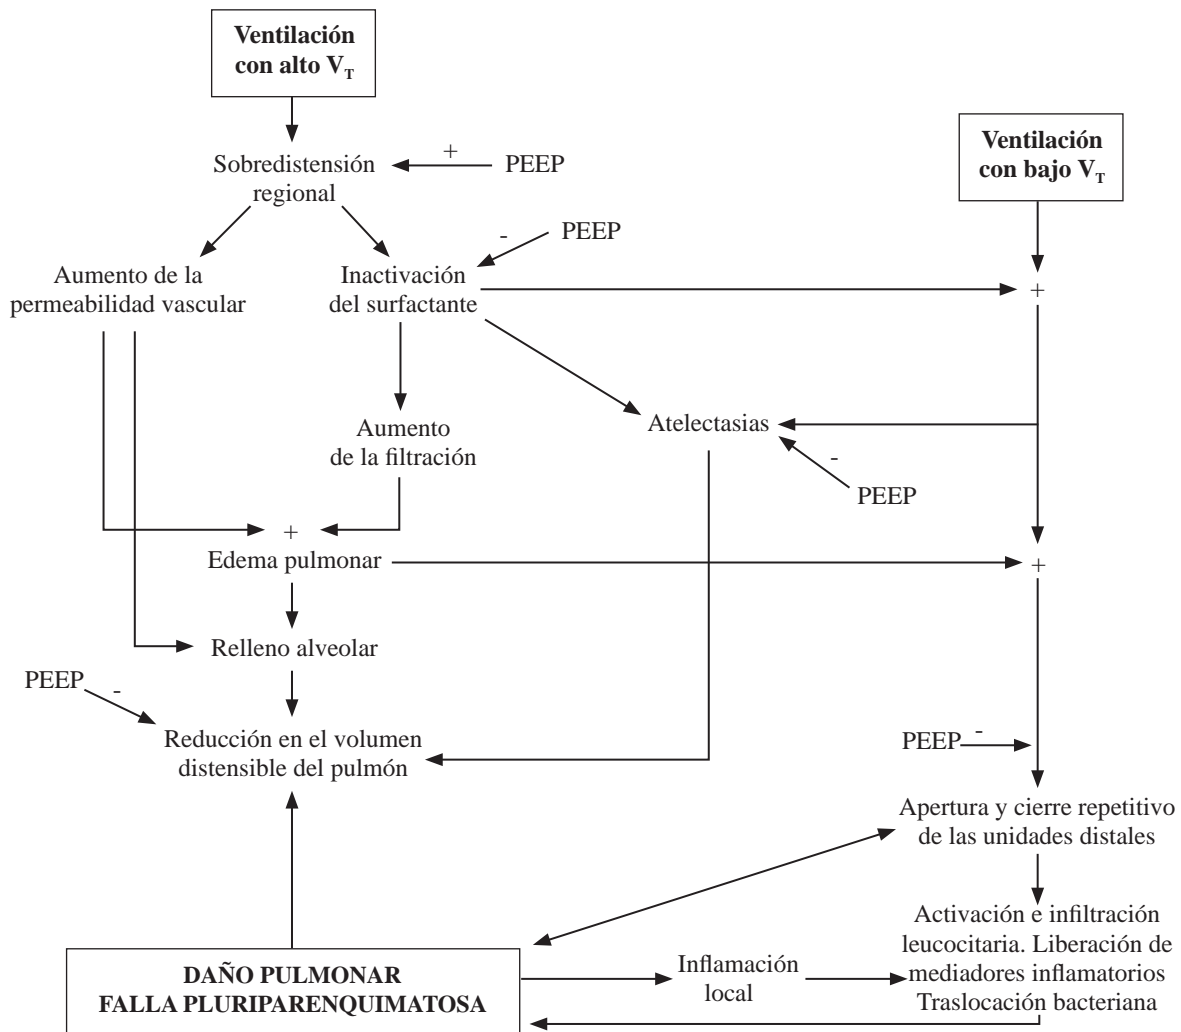 Ventilación
con alto VT
Sobredistensión
regional
+
PEEP
Ventilación
con bajo VT
-
PEEP
Aumento de la
permeabilidad vascular
Inactivación
del surfactante
+
Aumento
de la filtración
Atelectasias
-
PEEP
+
Edema pulmonar
+
Relleno alveolar
PEEP
-
Reducción en el volumen
distensible del pulmón
PEEP
-
Apertura y cierre repetitivo
de las unidades distales
Activación e infiltración
leucocitaria. Liberación de
mediadores inflamatorios
Traslocación bacteriana
Inflamación
local
DAÑO PULMONAR
FALLA PLURIPARENQUIMATOSA